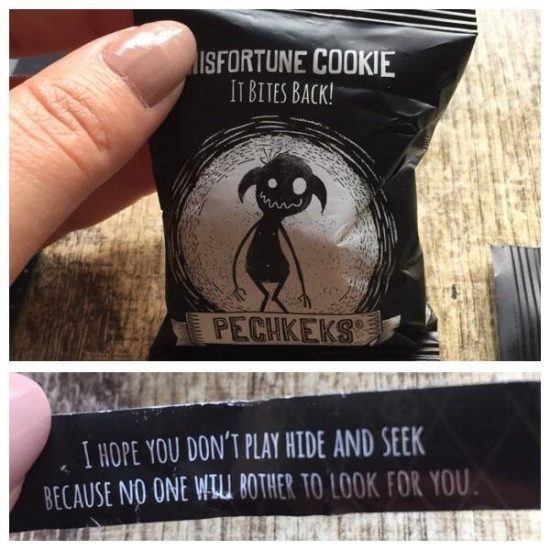 ISFORTUNE COOKIE
IT BITES BACK!
PECHKEKS®
I HOPE YOU DON'T PLAY HIDE AND SEEK
BECAUSE NO ONE WILL BOTHER TO LOOK FOR YOU.